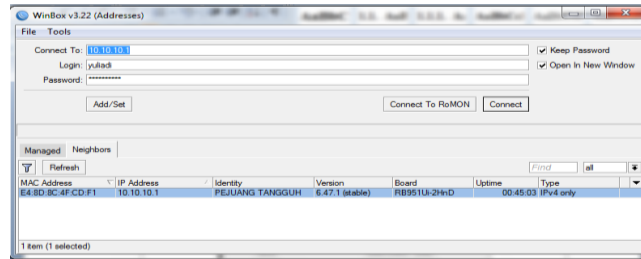 WinBox v3.22 (Addresses)
File Tools
Connect To: 10.10.10.1
Keep Password
Login: yuliadi
Open In New Window
Password: **********
Add/Set Connect To RoMON Connect
Managed Neighbors
Refresh Find all
MAC Address IP Address Identity Version Board Uptime Type
E4:8D:8C:4F:CD:F1 10.10.10.1 PEJUANG TANGGUH 6.47.1 (stable) RB951Ui-2HnD 00:45:03 IPv4 only
1 item (1 selected)